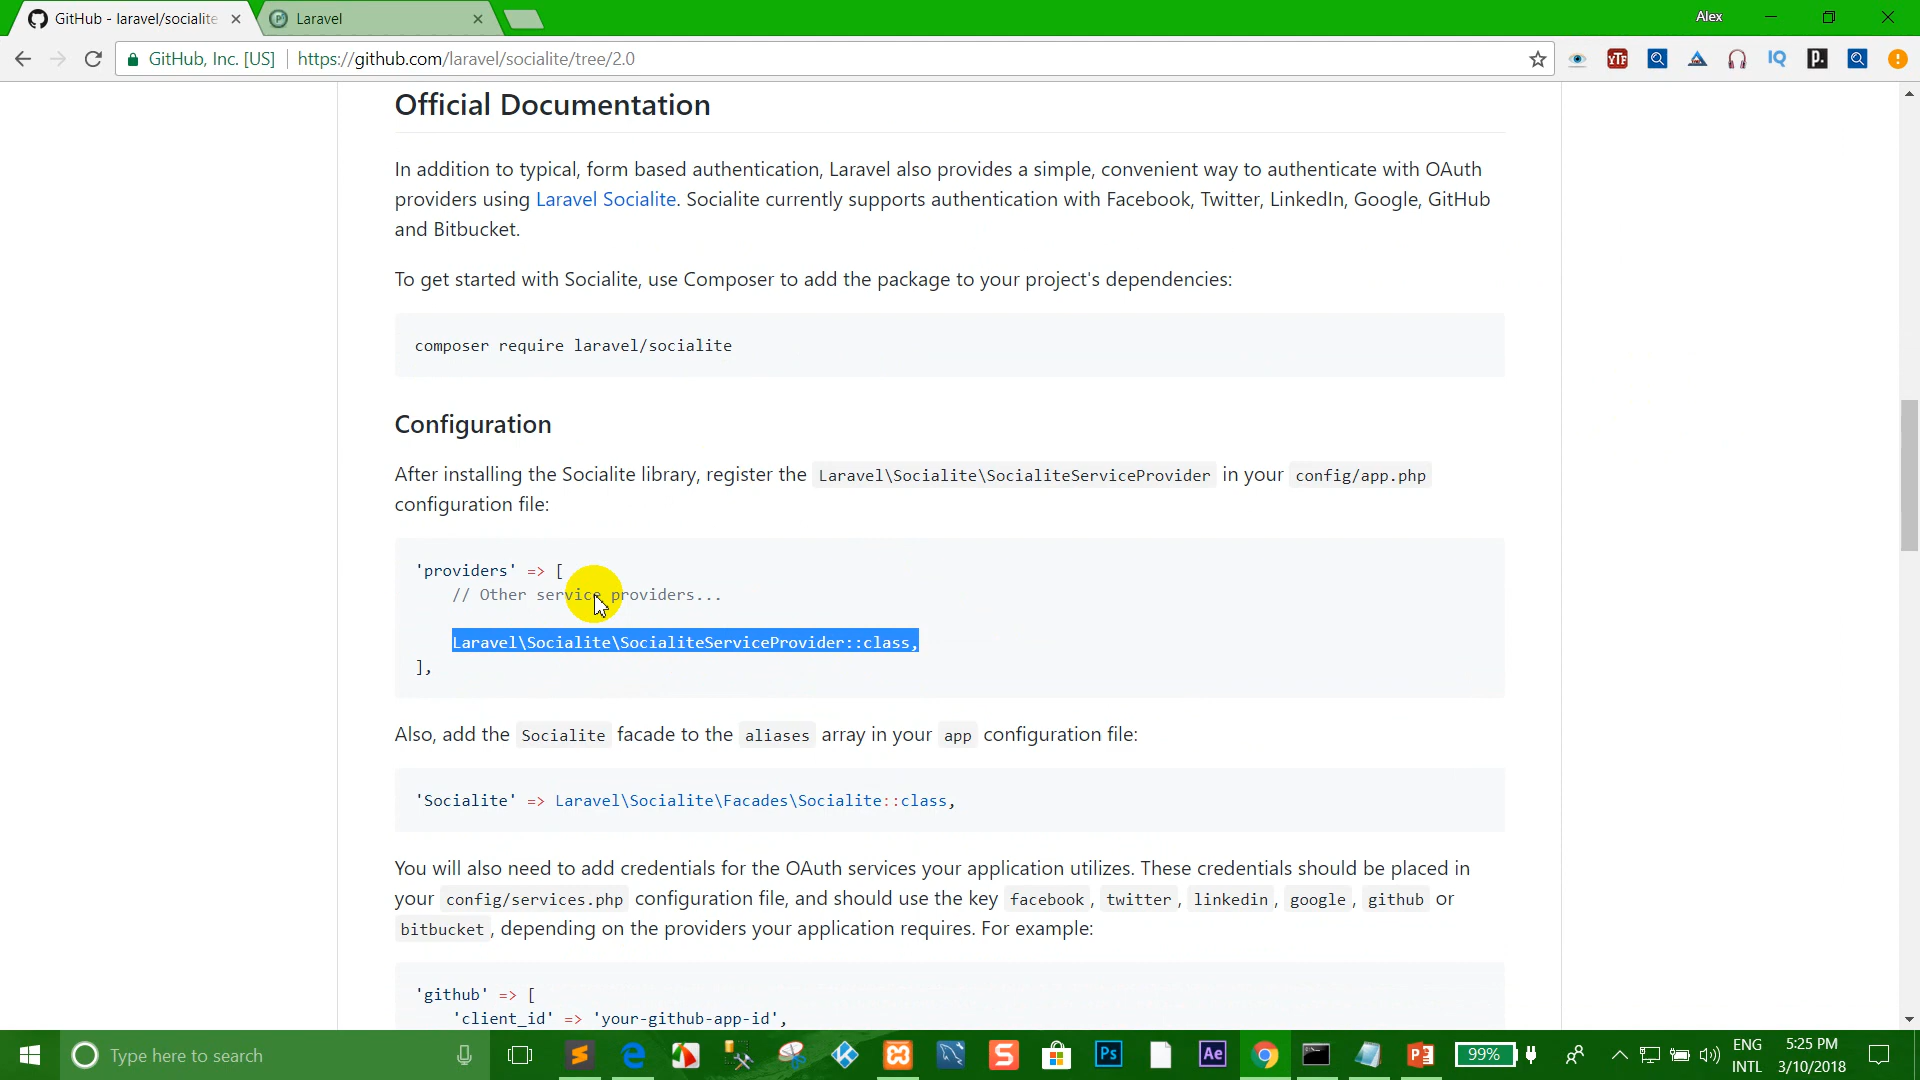 GitHub - laravel/socialite
Laravel
Alex
GitHub, Inc. [US]
https://github.com/laravel/socialite/tree/2.0
YTF
IQ
p.
Official Documentation
In addition to typical, form based authentication, Laravel also provides a simple, convenient way to authenticate with OAuth
providers using Laravel Socialite. Socialite currently supports authentication with Facebook, Twitter, LinkedIn, Google, GitHub
and Bitbucket.
To get started with Socialite, use Composer to add the package to your project's dependencies:
composer require laravel/socialite
Configuration
After installing the Socialite library, register the Laravel\Socialite\SocialiteServiceProvider in your config/app.php
configuration file:
'providers' => [
// Other service providers...
Laravel\Socialite\SocialiteServiceProvider::class,
],
Also, add the Socialite facade to the aliases array in your app configuration file:
'Socialite' => Laravel\Socialite\Facades\Socialite::class,
You will also need to add credentials for the OAuth services your application utilizes. These credentials should be placed in
your config/services.php configuration file, and should use the key facebook, twitter, linkedin, google, github or
bitbucket, depending on the providers your application requires. For example:
'github' => [
'client_id' => 'your-github-app-id',
Type here to search
Ps
Ae
99%
ENG
INTL
5:25 PM
3/10/2018